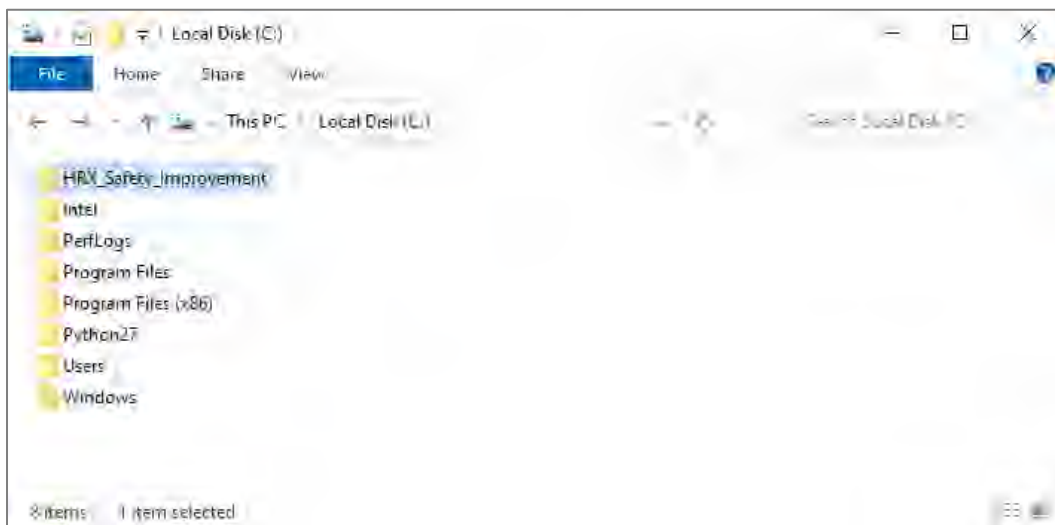 Local Disk (C:)
File Home Share View
This PC Local Disk (C:)
HRX_Safety_Improvement
Intel
PerfLogs
Program Files
Program Files (x86)
Python27
Users
Windows
8 items 1 item selected